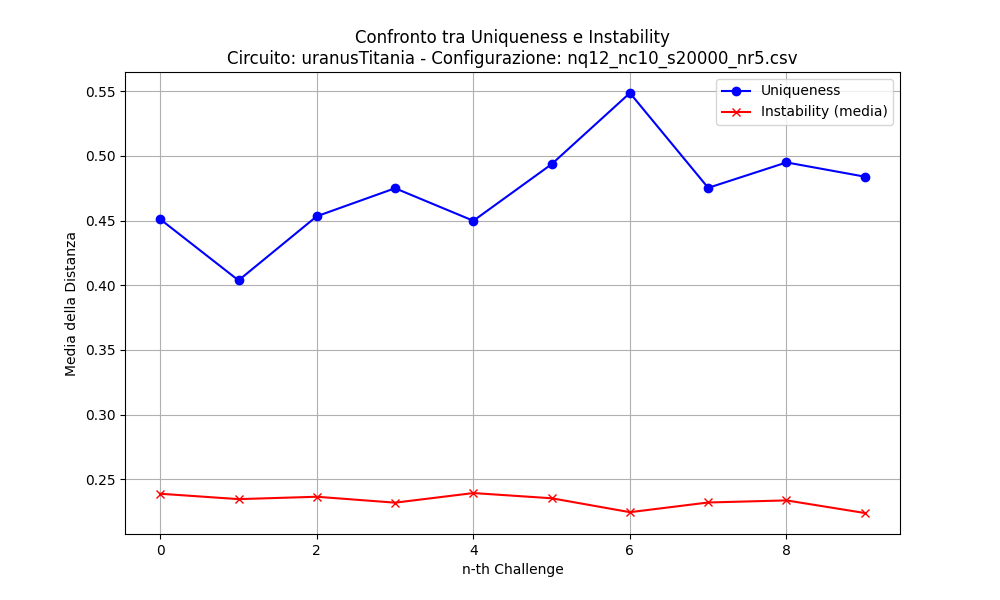 Confronto tra Uniqueness e Instability
Circuito: uranusTitania - Configurazione: nq12_nc10_s20000_nr5.csv
Uniqueness
Instability (media)
Media della Distanza
0.55
0.50
0.45
0.40
0.35
0.30
0.25
0
2
4
6
8
n-th Challenge